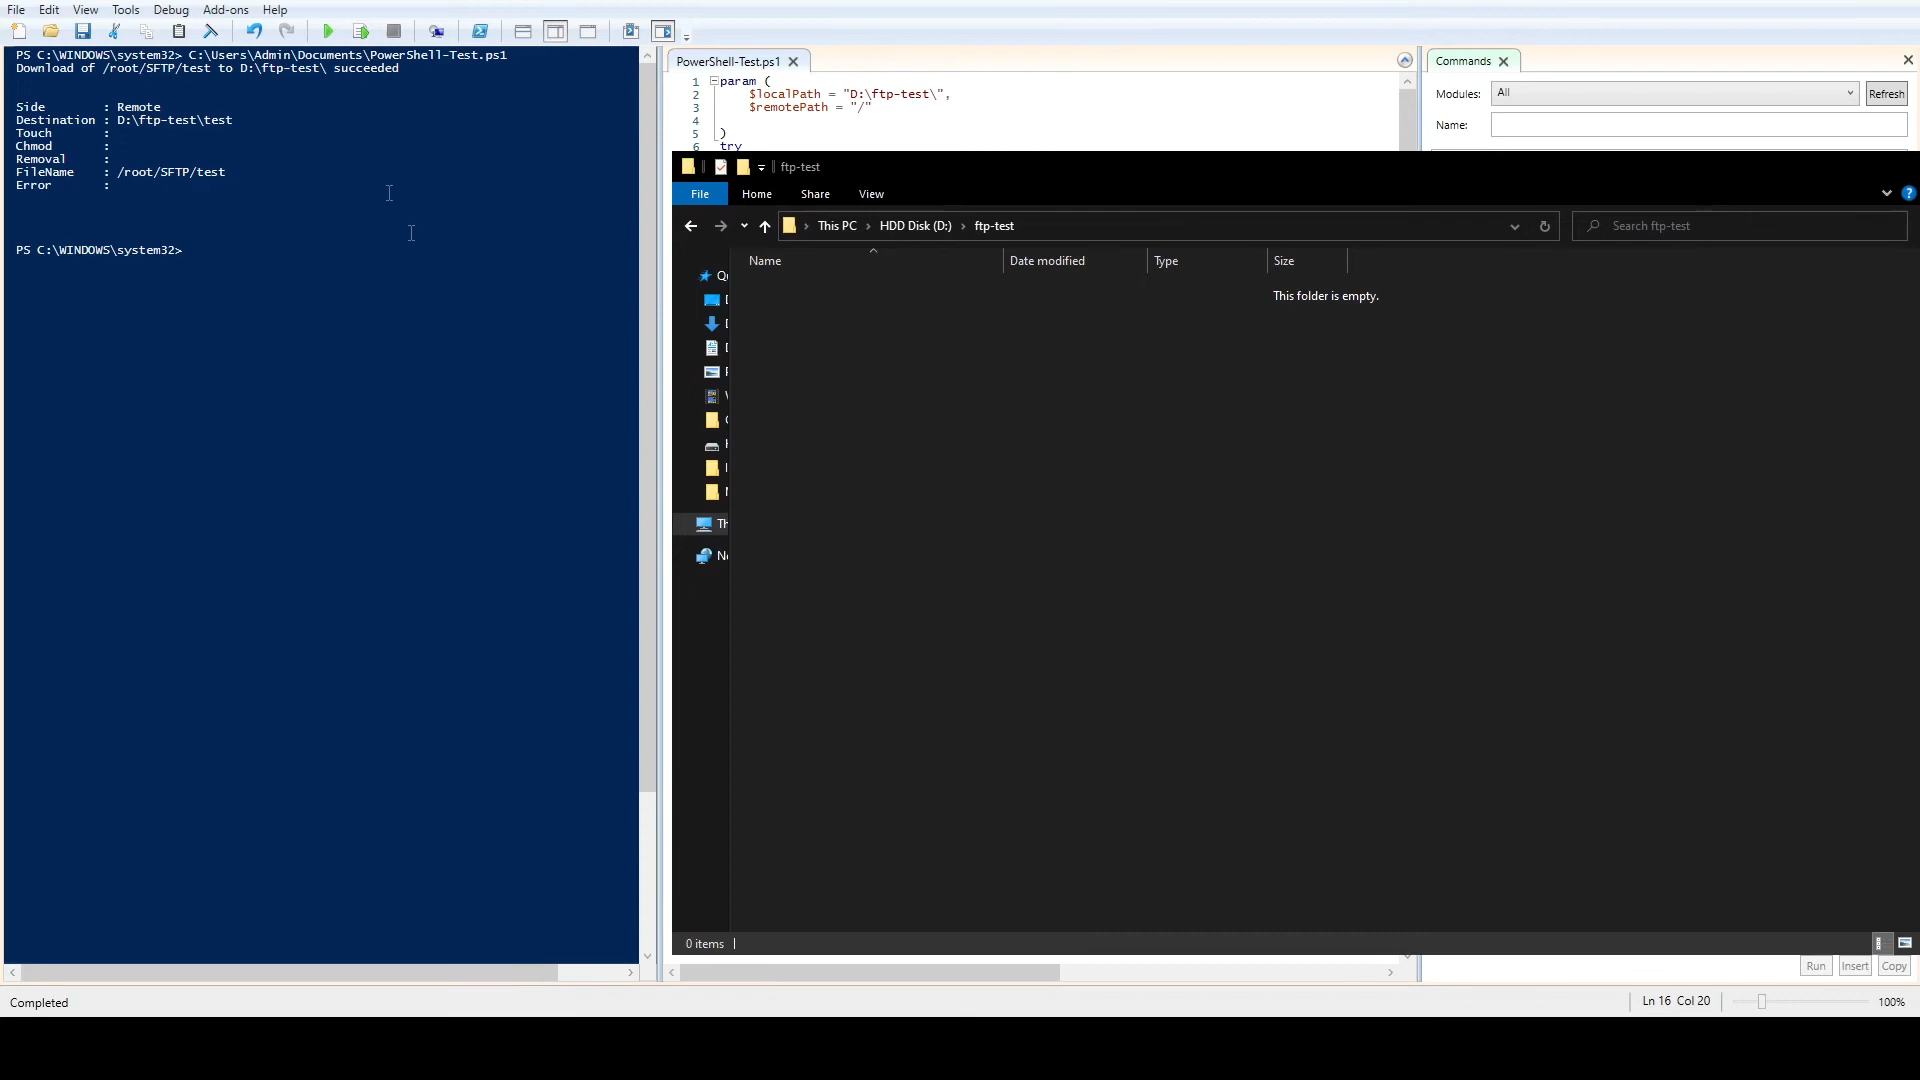 File Edit View Tools Debug Add-ons Help
PS C:\WINDOWS\system32> C:\Users\Admin\Documents\PowerShell-Test.ps1
Download of /root/SFTP/test to D:\ftp-test\ succeeded
Side : Remote
Destination : D:\ftp-test\test
Touch :
Chmod :
Removal :
FileName : /root/SFTP/test
Error :
PS C:\WINDOWS\system32>
PowerShell-Test.ps1
1 param (
2 $localPath = "D:\ftp-test\",
3 $remotePath = "/"
4
5 )
6 try
Commands
Modules: All Refresh
Name:
ftp-test
File Home Share View
This PC HDD Disk (D:) ftp-test Search ftp-test
Name Date modified Type Size
This folder is empty.
0 items
Run Insert Copy
Completed Ln 16 Col 20 100%